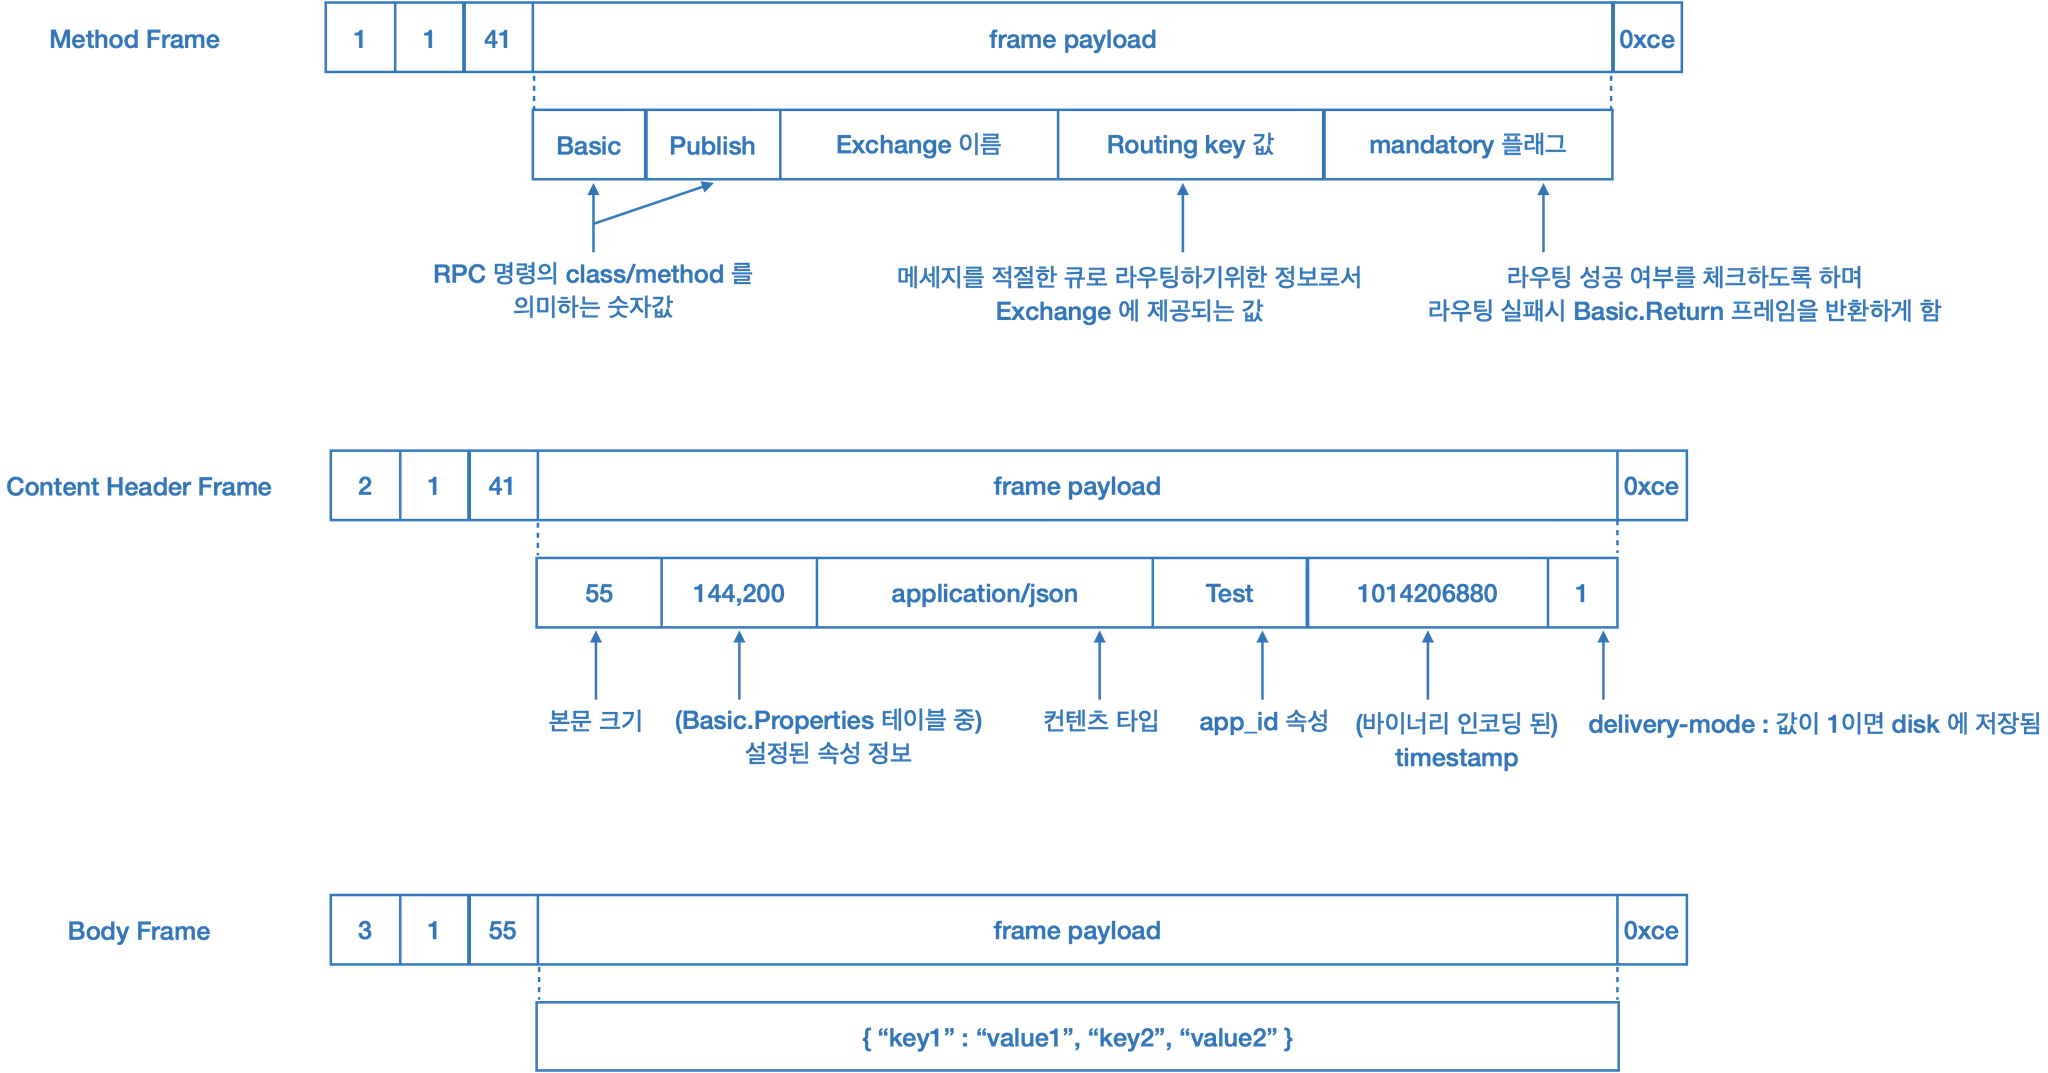 Method Frame
1 1 41 frame payload 0xce
Basic Publish Exchange 이름 Routing key 값 mandatory 플래그
RPC 명령의 class/method 를
의미하는 숫자값
메세지를 적절한 큐로 라우팅하기위한 정보로서
Exchange 에 제공되는 값
라우팅 성공 여부를 체크하도록 하며
라우팅 실패시 Basic.Return 프레임을 반환하게 함
Content Header Frame
2 1 41 frame payload 0xce
55 144,200 application/json Test 1014206880 1
본문 크기
(Basic.Properties 테이블 중)
설정된 속성 정보
컨텐츠 타입
app_id 속성
(바이너리 인코딩 된)
timestamp
delivery-mode : 값이 1이면 disk 에 저장됨
Body Frame
3 1 55 frame payload 0xce
{ “key1” : “value1”, “key2”, “value2” }